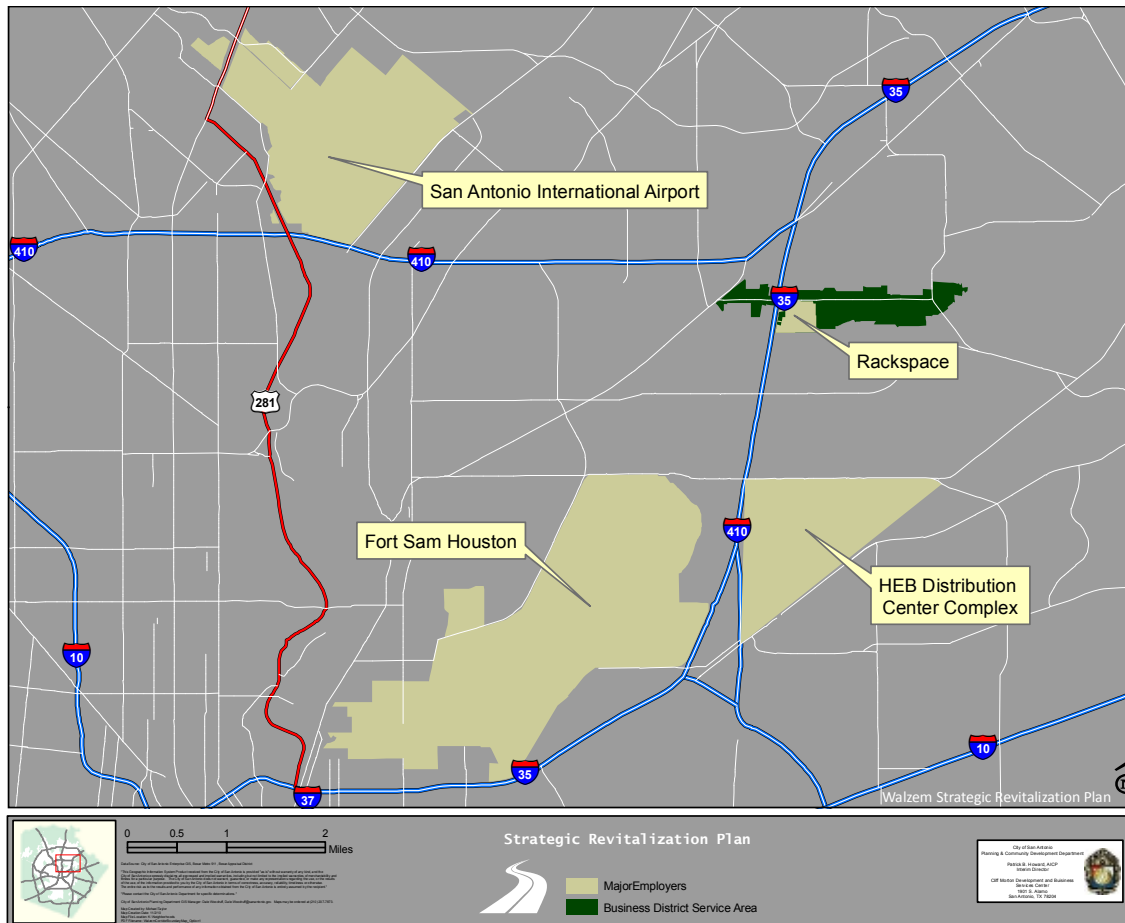 35
San Antonio International Airport
410
410
35
Rackspace
281
Fort Sam Houston
410
HEB Distribution
Center Complex
10
10
35
37
Walzem Strategic Revitalization Plan
0 0.5 1 2
Miles
Strategic Revitalization Plan
MajorEmployers
Business District Service Area
City of San Antonio
Planning & Community Development Department
Patrick B. Howard, AICP
Interim Director
Cliff Morton Development and Business
Services Center
1901 S. Alamo
San Antonio, TX 78204